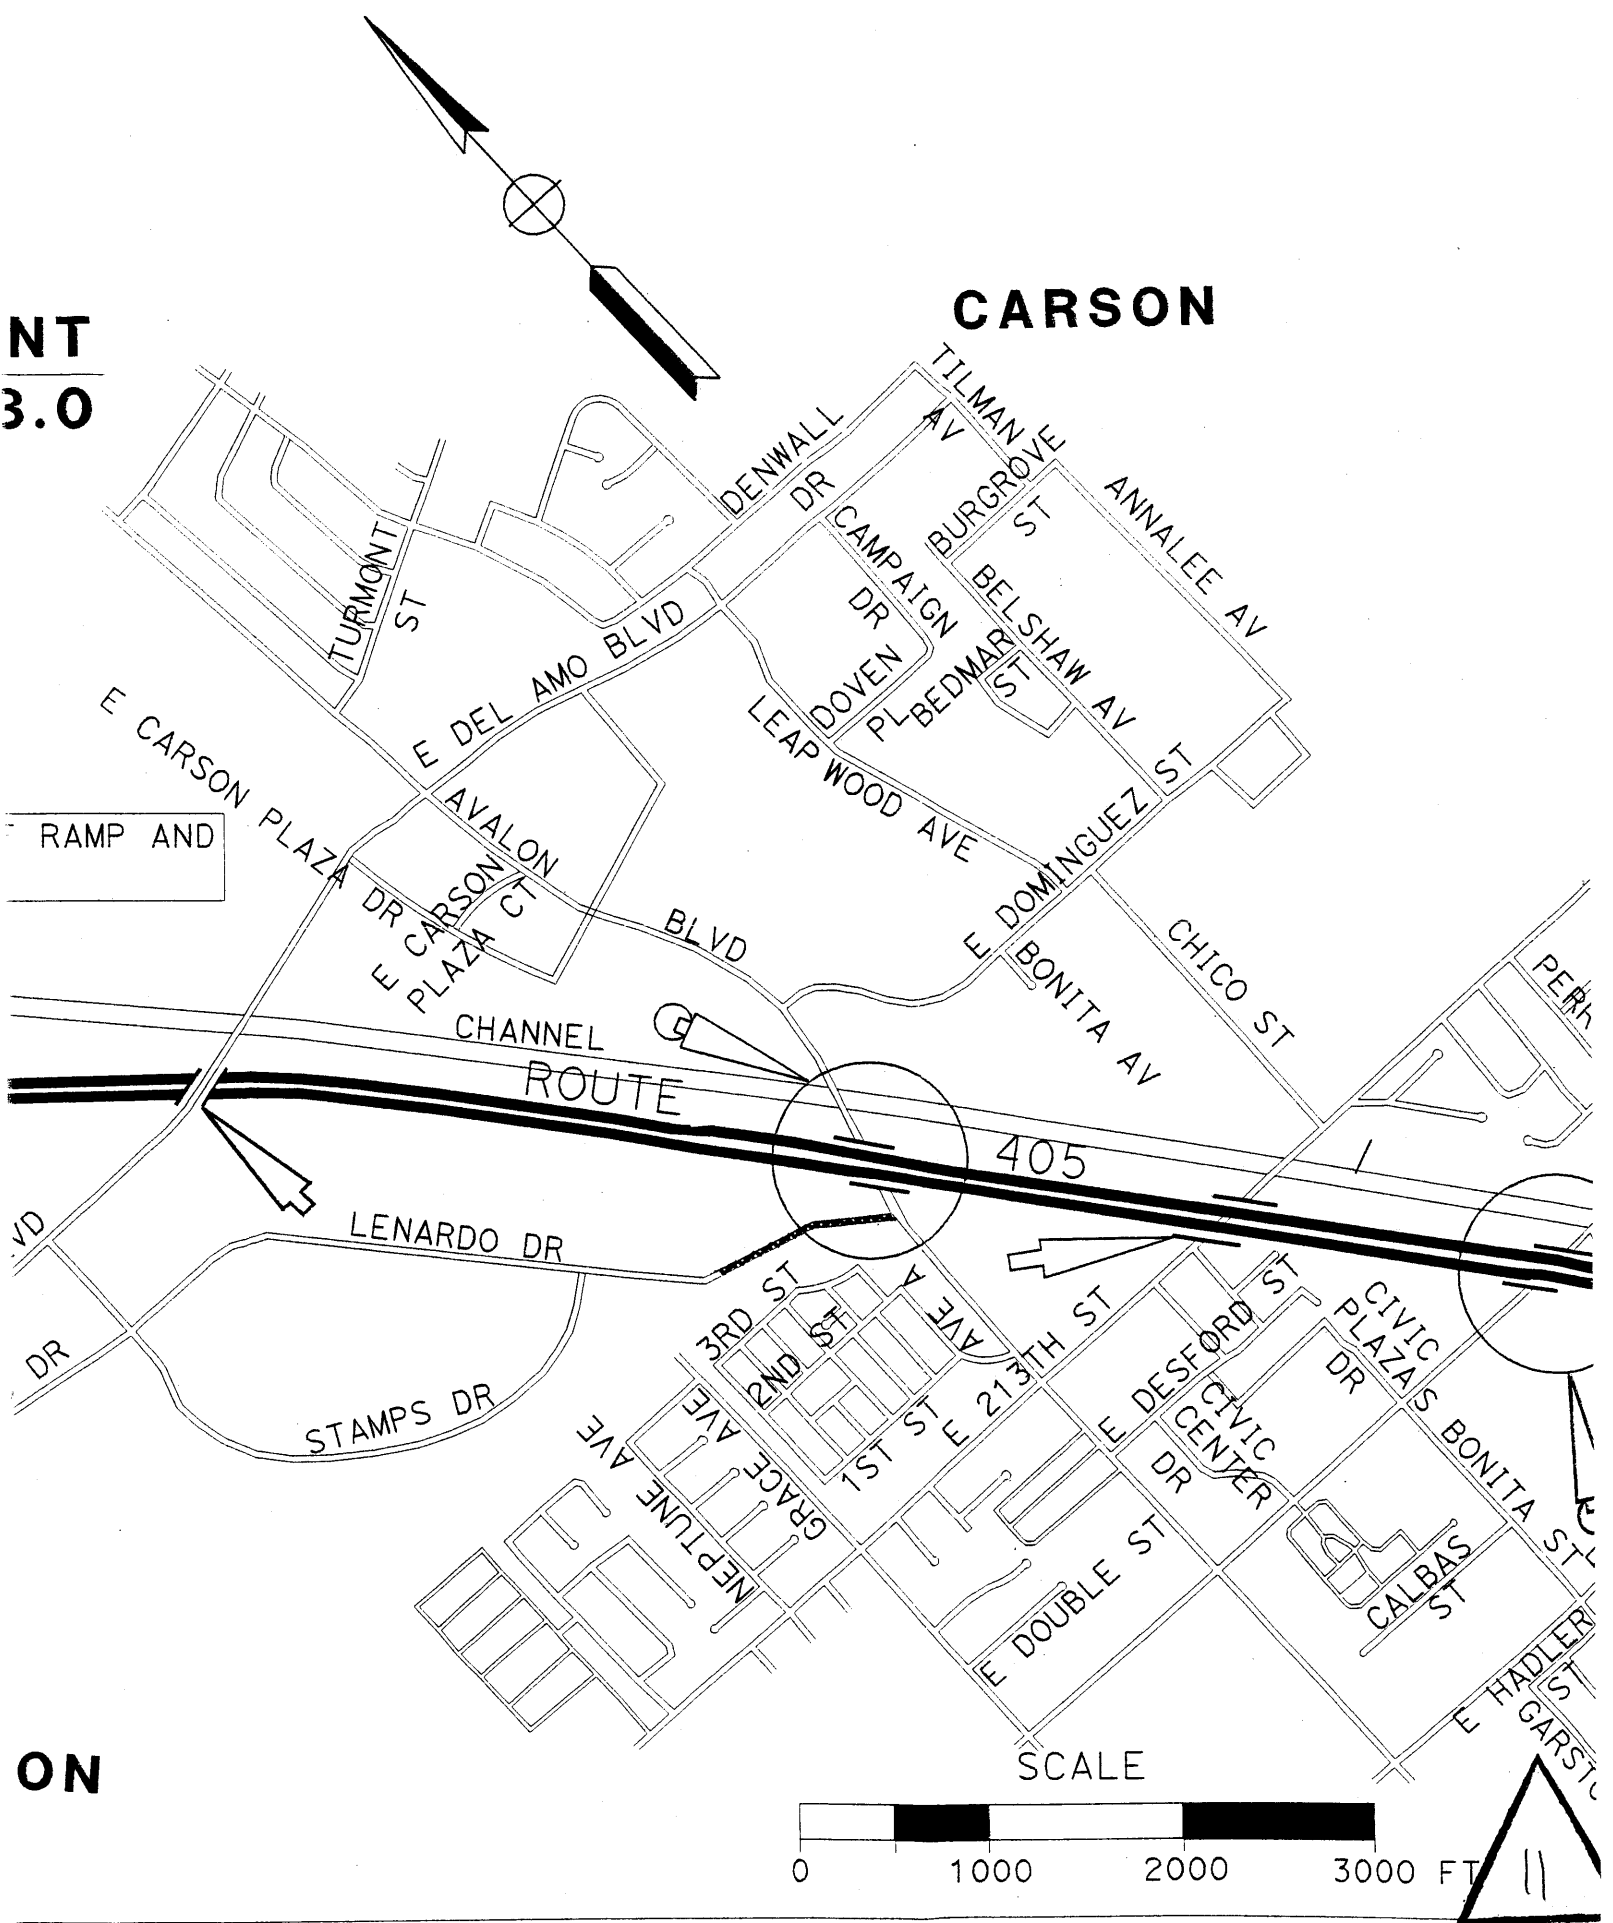 CARSON
NT
3.0
TILMAN
AV
DENWALL
DR
BURGROVE
ST
ANNALEE AV
CAMPAIGN
DR
BELSHAW AV
TURMONT
ST
BEDMAR
ST
DOVEN
PL
E DEL AMO BLVD
LEAPWOOD AVE
E CARSON PLAZA DR
AVALON
BLVD
RAMP AND
E CARSON
PLAZA CT
E DOMINGUEZ ST
BONITA AV
CHICO ST
CHANNEL
ROUTE
405
VD
LENARDO DR
DR
STAMPS DR
3RD ST
2ND ST
1ST ST
A
AVE
E 213TH ST
GRACE AVE
NEPTUNE AVE
E DESFORD ST
CIVIC
PLAZA
DR
CIVIC
CENTER
DR
S BONITA ST
E DOUBLE ST
CALBAS
ST
E HADLER
ST
ON
SCALE
0 1000 2000 3000 FT
11